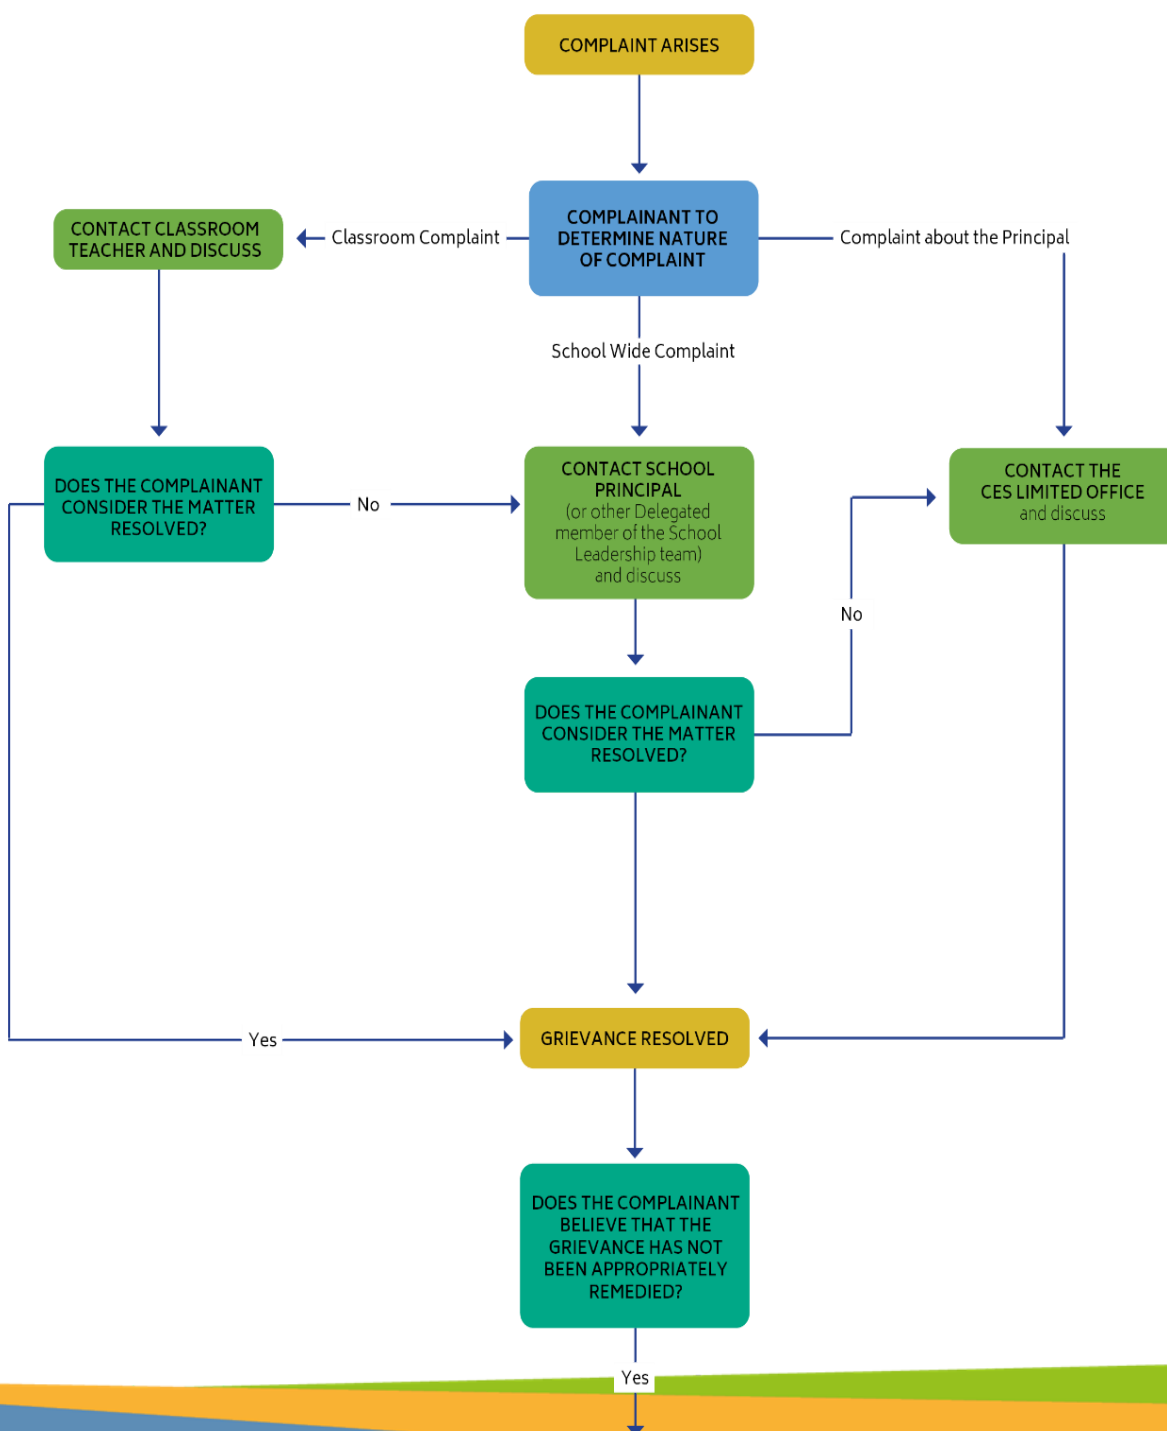 COMPLAINT ARISES
COMPLAINANT TO
DETERMINE NATURE
OF COMPLAINT
Classroom Complaint
Complaint about the Principal
CONTACT CLASSROOM
TEACHER AND DISCUSS
School Wide Complaint
DOES THE COMPLAINANT
CONSIDER THE MATTER
RESOLVED?
No
CONTACT SCHOOL
PRINCIPAL
(or other Delegated
member of the School
Leadership team)
and discuss
CONTACT THE
CES LIMITED OFFICE
and discuss
No
DOES THE COMPLAINANT
CONSIDER THE MATTER
RESOLVED?
Yes
GRIEVANCE RESOLVED
DOES THE COMPLAINANT
BELIEVE THAT THE
GRIEVANCE HAS NOT
BEEN APPROPRIATELY
REMEDIED?
Yes